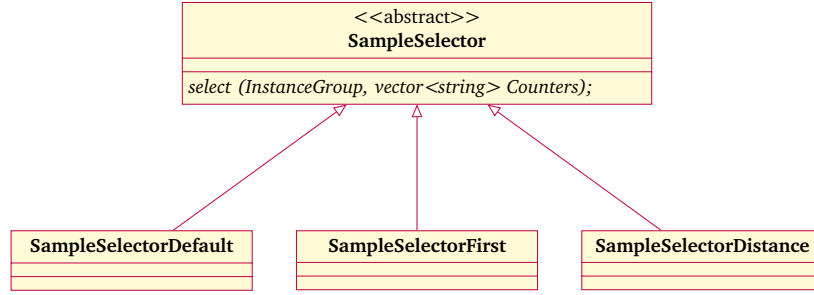 <<abstract>>
SampleSelector
select (InstanceGroup, vector<string> Counters);
SampleSelectorDefault
SampleSelectorFirst
SampleSelectorDistance